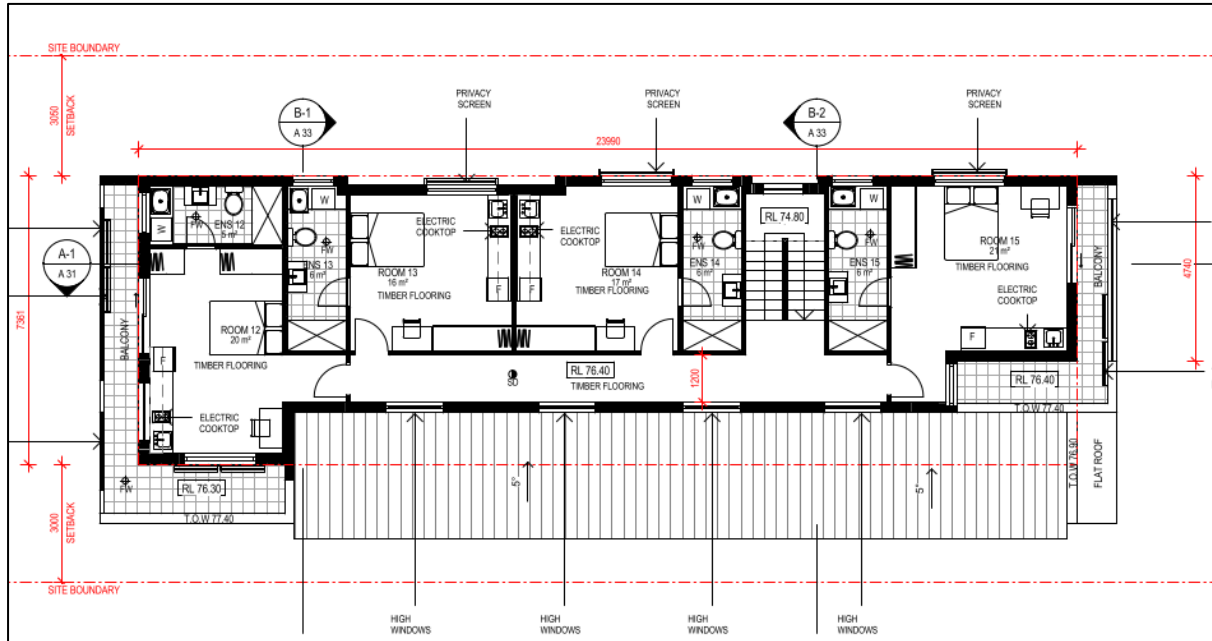 SITE BOUNDARY
3050
SETBACK
B-1
A 33
PRIVACY
SCREEN
PRIVACY
SCREEN
B-2
A 33
PRIVACY
SCREEN
23990
W
FW
ENS 12
5 m²
W
FW
ENS 13
6 m²
ELECTRIC
COOKTOP
ROOM 13
16 m²
TIMBER FLOORING
F
ELECTRIC
COOKTOP
ROOM 14
17 m²
TIMBER FLOORING
F
W
FW
ENS 14
6 m²
RL 74.80
W
FW
ENS 15
6 m²
ROOM 15
21 m²
TIMBER FLOORING
ELECTRIC
COOKTOP
F
BALCONY
4740
A-1
A 31
7361
BALCONY
ROOM 12
20 m²
TIMBER FLOORING
F
ELECTRIC
COOKTOP
SD
RL 76.40
TIMBER FLOORING
1200
RL 76.40
T.O.W 77.40
T.O.W 76.90
FLAT ROOF
FW
RL 76.30
T.O.W 77.40
5°
5°
3000
SETBACK
SITE BOUNDARY
HIGH
WINDOWS
HIGH
WINDOWS
HIGH
WINDOWS
HIGH
WINDOWS